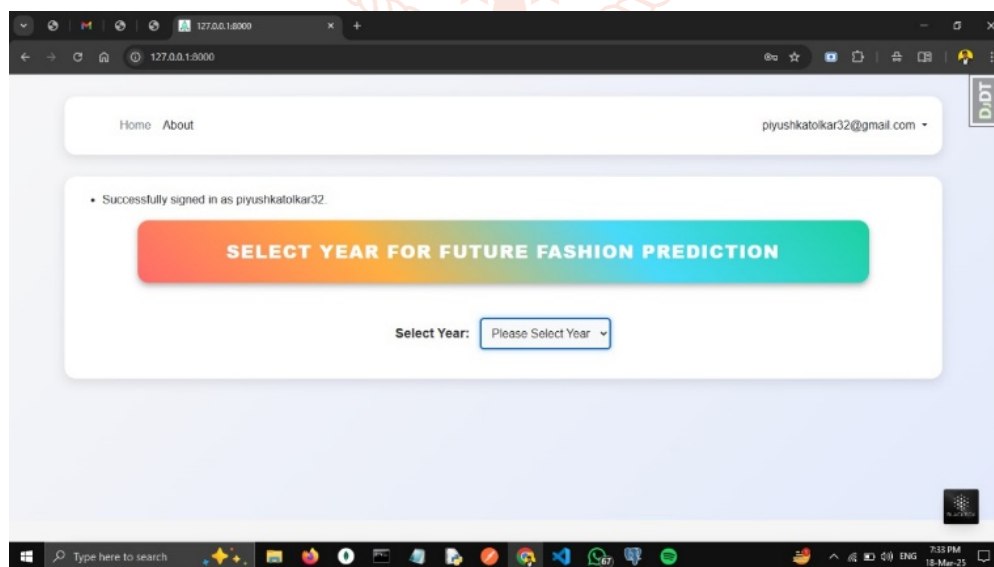 127.0.0.1:8000
127.0.0.1:8000
DJDT
Home About
piyushkatolkar32@gmail.com
Successfully signed in as piyushkatolkar32.
SELECT YEAR FOR FUTURE FASHION PREDICTION
Select Year: Please Select Year
Type here to search
67
ENG
7:33 PM
18-Mar-25